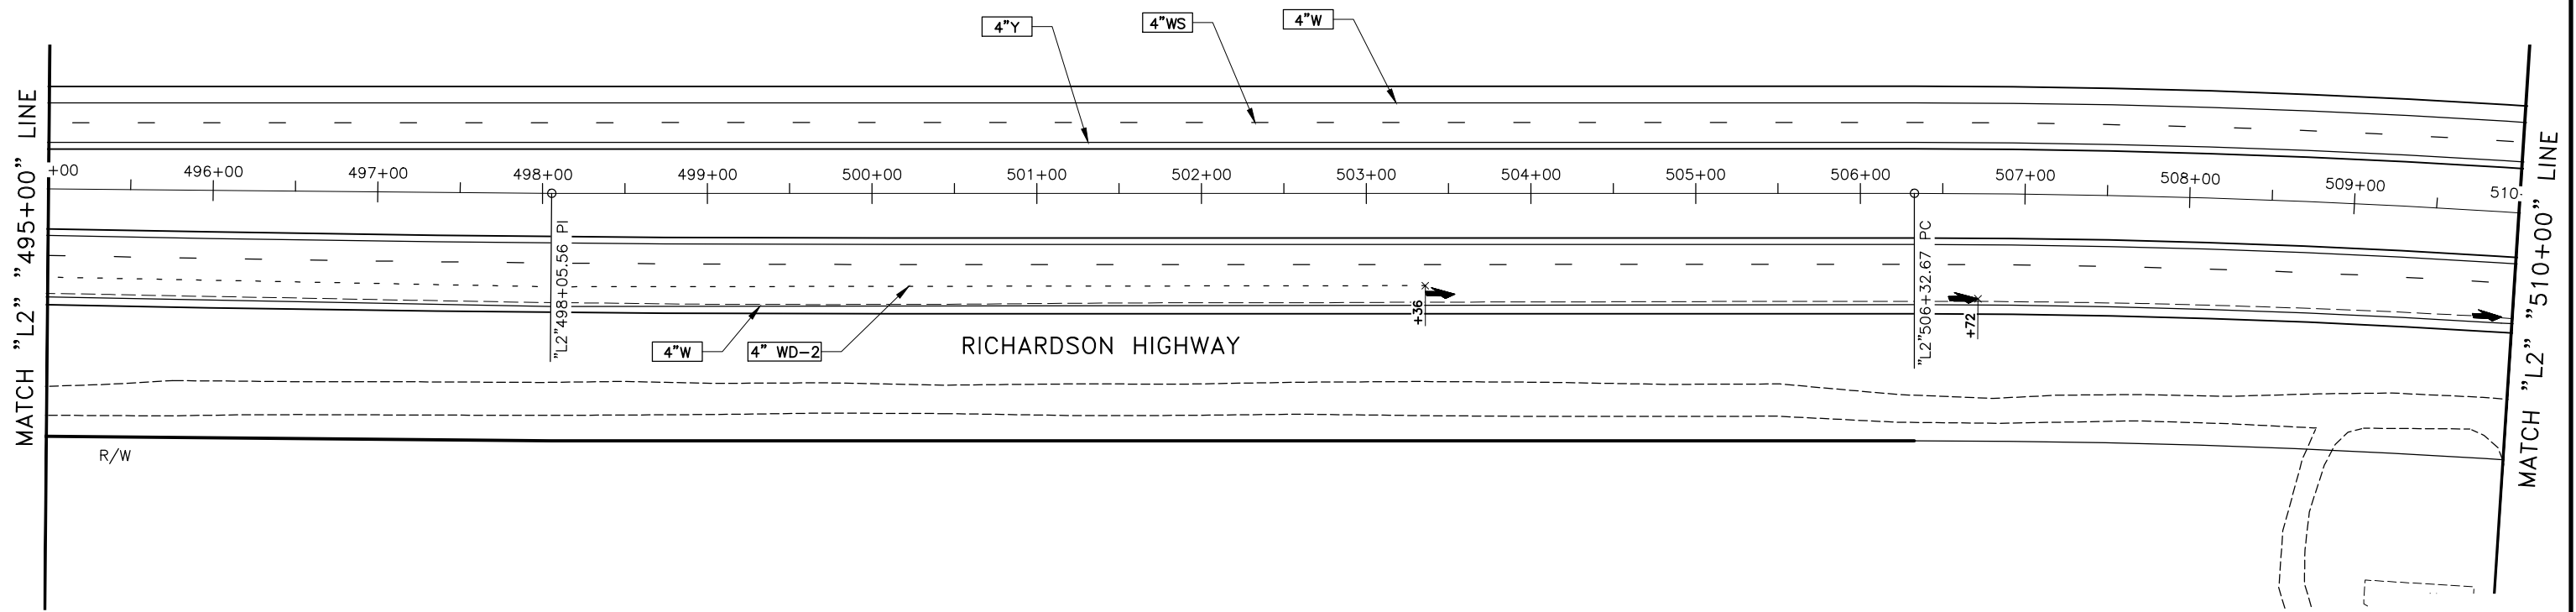 4"Y
4"WS
4"W
MATCH "L2" "495+00" LINE
+00
496+00
497+00
498+00
499+00
500+00
501+00
502+00
503+00
504+00
505+00
506+00
507+00
508+00
509+00
510
"L2"498+05.56 PI
+36
"L2"506+32.67 PC
+72
4"W
4" WD-2
RICHARDSON HIGHWAY
R/W
MATCH "L2" "510+00" LINE